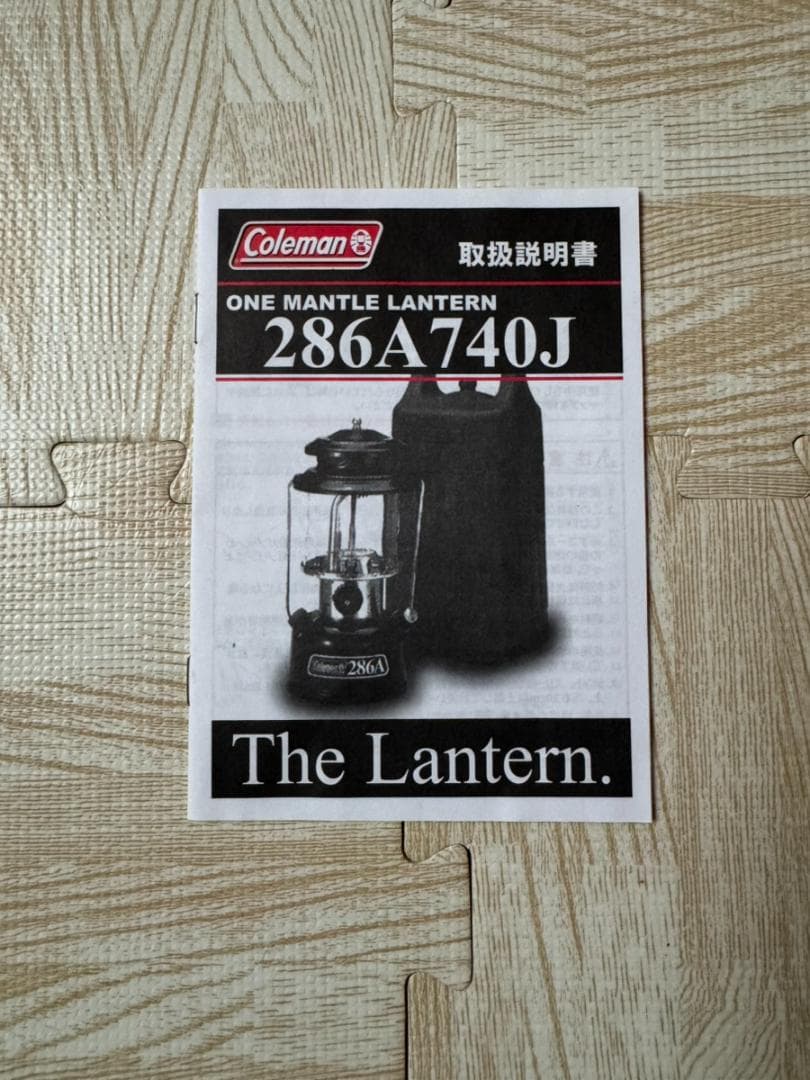 Coleman
取扱説明書
ONE MANTLE LANTERN
286A740J
Coleman 286A
The Lantern.